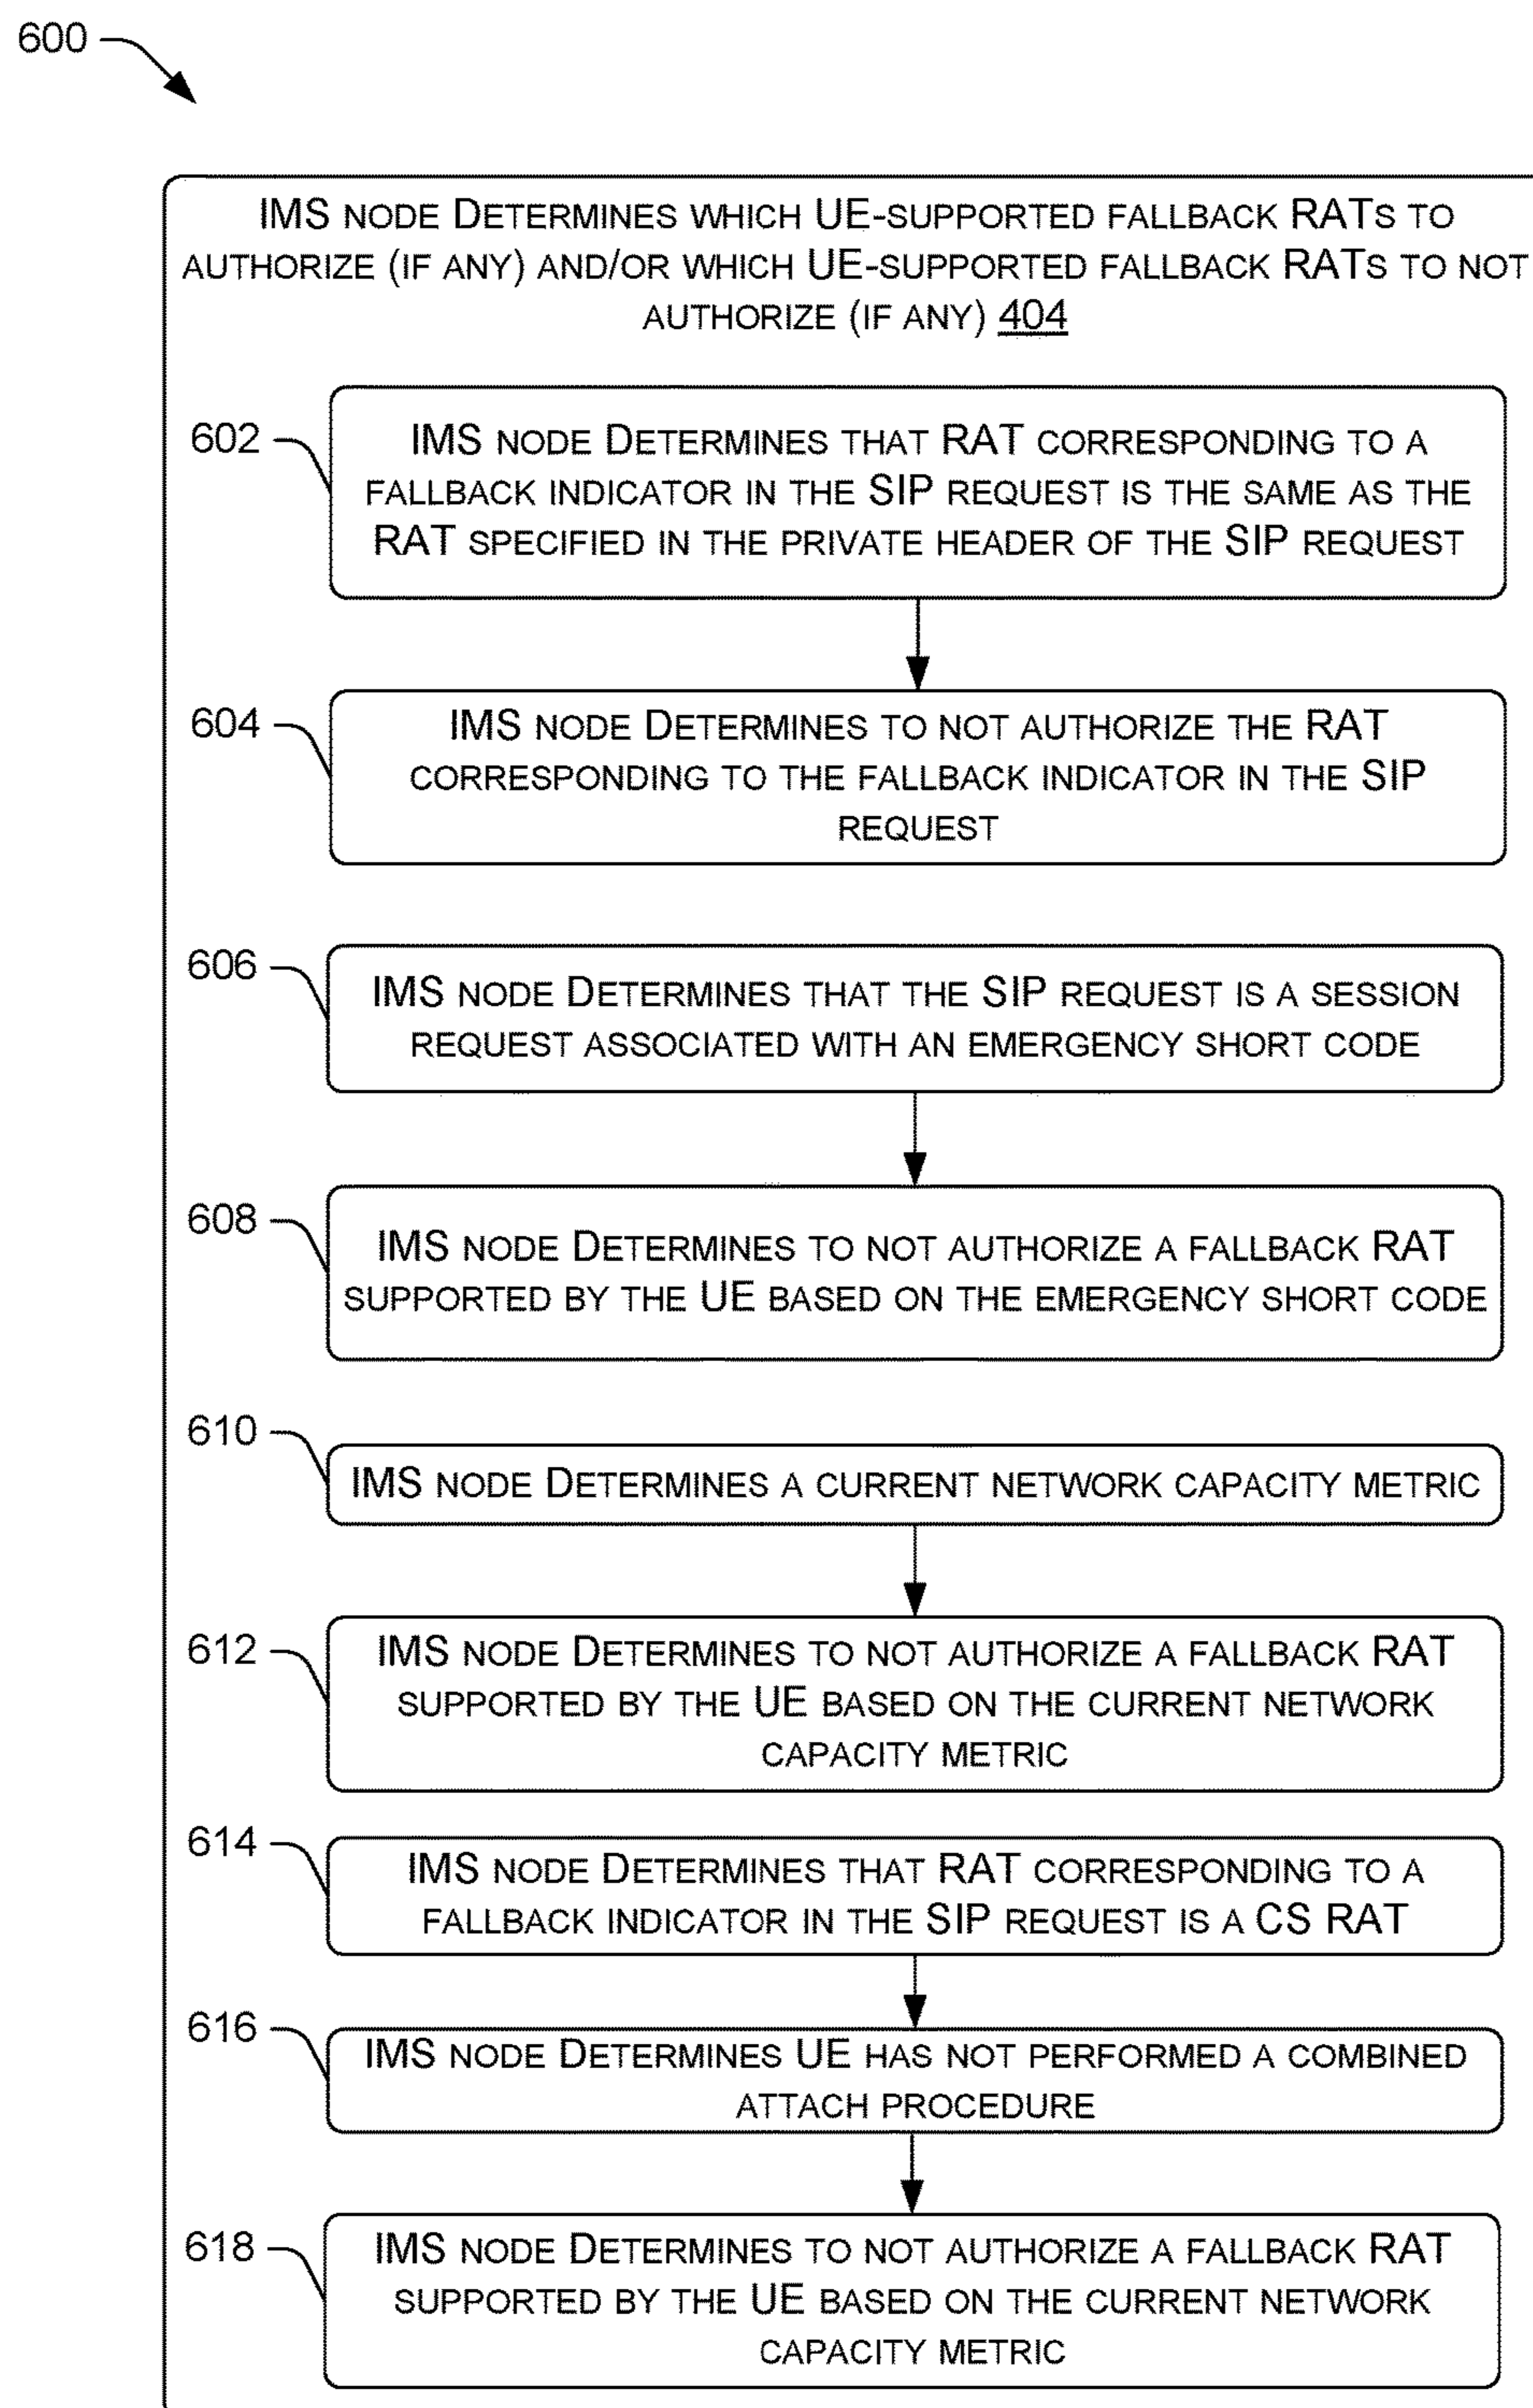 600
IMS NODE DETERMINES WHICH UE-SUPPORTED FALLBACK RATS TO
AUTHORIZE (IF ANY) AND/OR WHICH UE-SUPPORTED FALLBACK RATS TO NOT
AUTHORIZE (IF ANY) 404
602
IMS NODE DETERMINES THAT RAT CORRESPONDING TO A
FALLBACK INDICATOR IN THE SIP REQUEST IS THE SAME AS THE
RAT SPECIFIED IN THE PRIVATE HEADER OF THE SIP REQUEST
604
IMS NODE DETERMINES TO NOT AUTHORIZE THE RAT
CORRESPONDING TO THE FALLBACK INDICATOR IN THE SIP
REQUEST
606
IMS NODE DETERMINES THAT THE SIP REQUEST IS A SESSION
REQUEST ASSOCIATED WITH AN EMERGENCY SHORT CODE
608
IMS NODE DETERMINES TO NOT AUTHORIZE A FALLBACK RAT
SUPPORTED BY THE UE BASED ON THE EMERGENCY SHORT CODE
610
IMS NODE DETERMINES A CURRENT NETWORK CAPACITY METRIC
612
IMS NODE DETERMINES TO NOT AUTHORIZE A FALLBACK RAT
SUPPORTED BY THE UE BASED ON THE CURRENT NETWORK
CAPACITY METRIC
614
IMS NODE DETERMINES THAT RAT CORRESPONDING TO A
FALLBACK INDICATOR IN THE SIP REQUEST IS A CS RAT
616
IMS NODE DETERMINES UE HAS NOT PERFORMED A COMBINED
ATTACH PROCEDURE
618
IMS NODE DETERMINES TO NOT AUTHORIZE A FALLBACK RAT
SUPPORTED BY THE UE BASED ON THE CURRENT NETWORK
CAPACITY METRIC